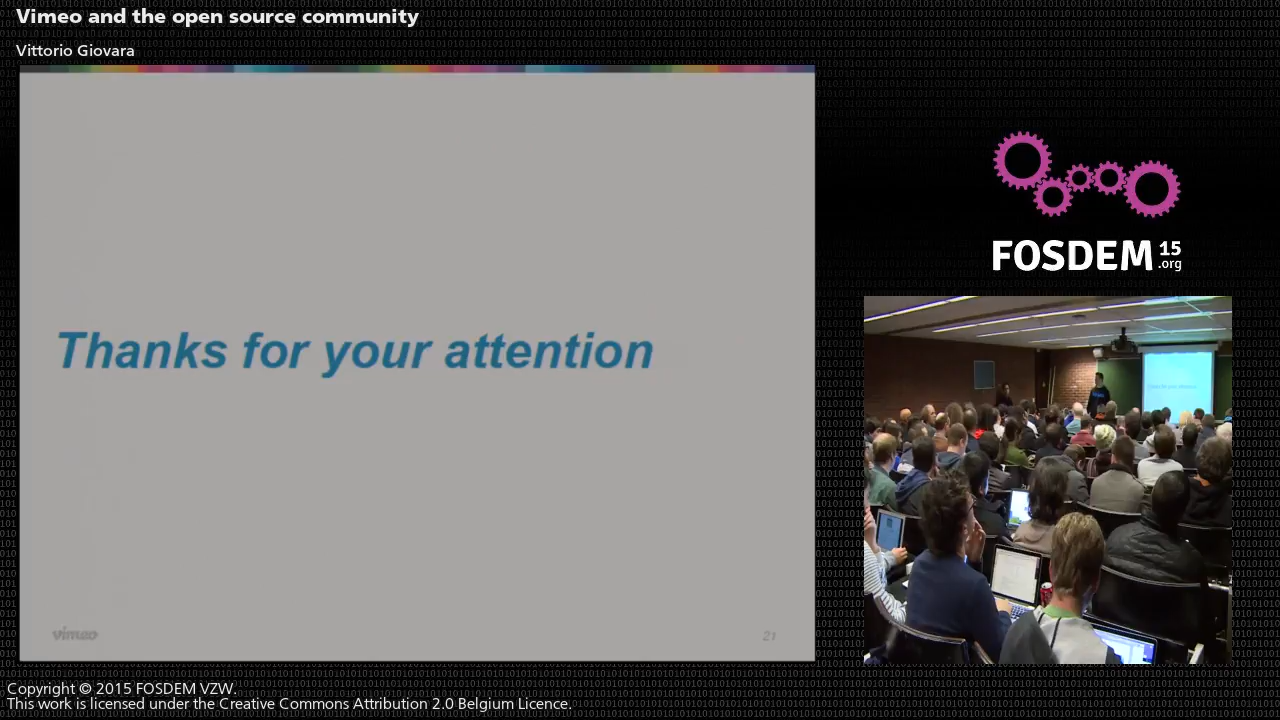 Vimeo and the open source community
Vittorio Giovara
Thanks for your attention
vimeo
21
FOSDEM 15
.org
Copyright © 2015 FOSDEM VZW.
This work is licensed under the Creative Commons Attribution 2.0 Belgium Licence.